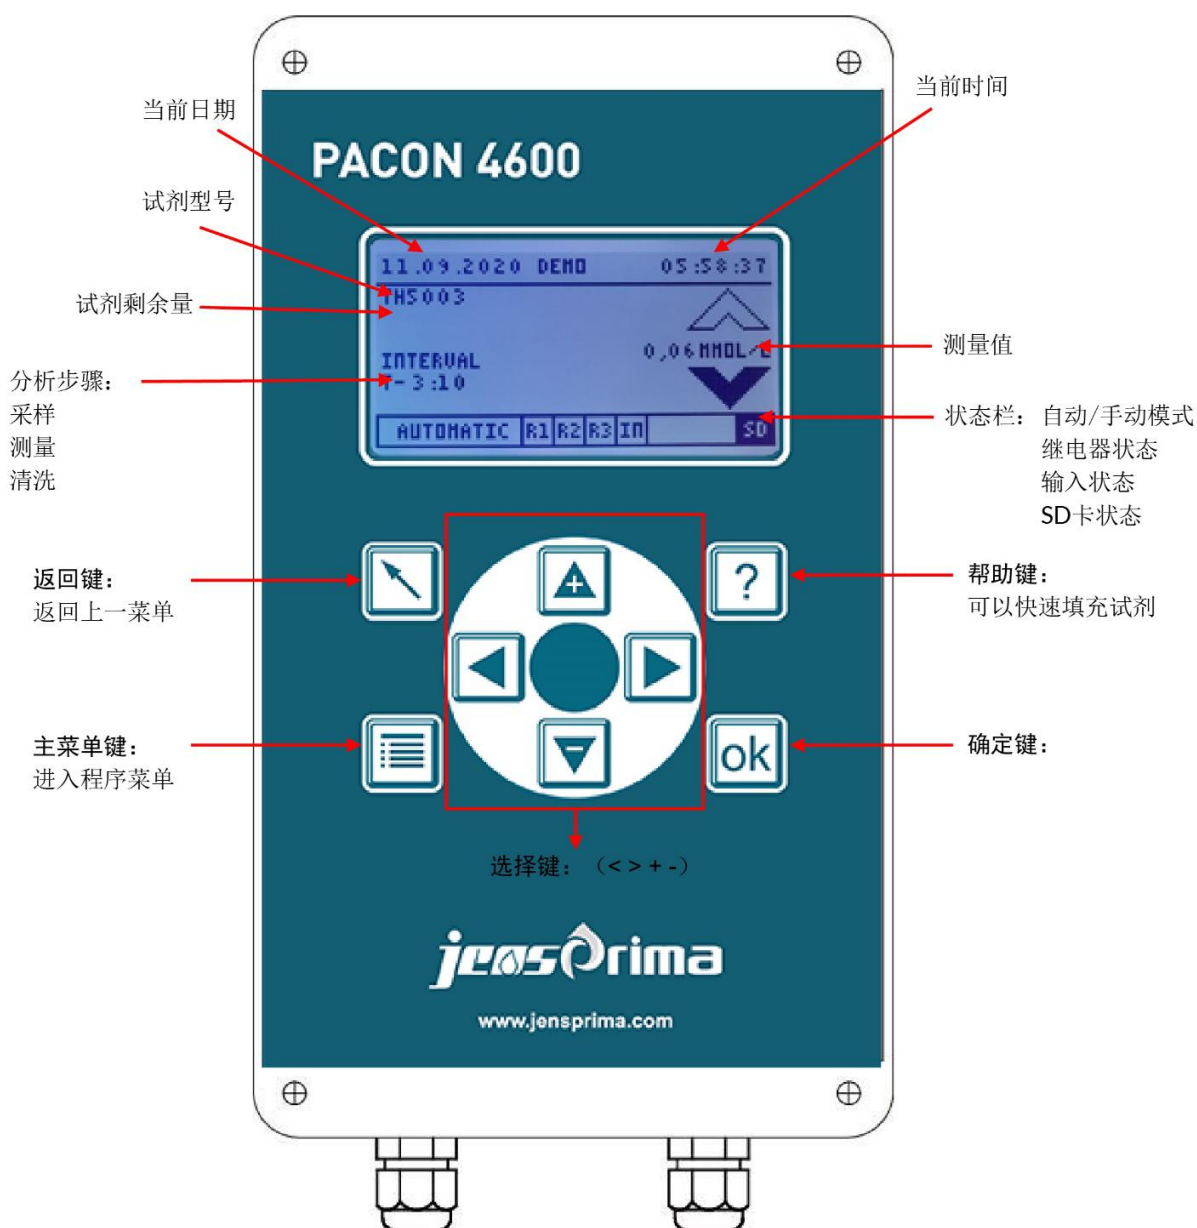 当前日期
当前时间
PACON 4600
试剂型号
11.09.2020 DEMO 05:58:37
THS003
试剂剩余量
0,06MMOL/L
测量值
INTERVAL
T-3:10
分析步骤：
采样
测量
清洗
AUTOMATIC R1 R2 R3 IN SD
状态栏：自动/手动模式
继电器状态
输入状态
SD卡状态
返回键：
返回上一菜单
+
?
帮助键：
可以快速填充试剂
主菜单键：
进入程序菜单
-
ok
确定键：
选择键：（< > + -）
jensprima
www.jensprima.com